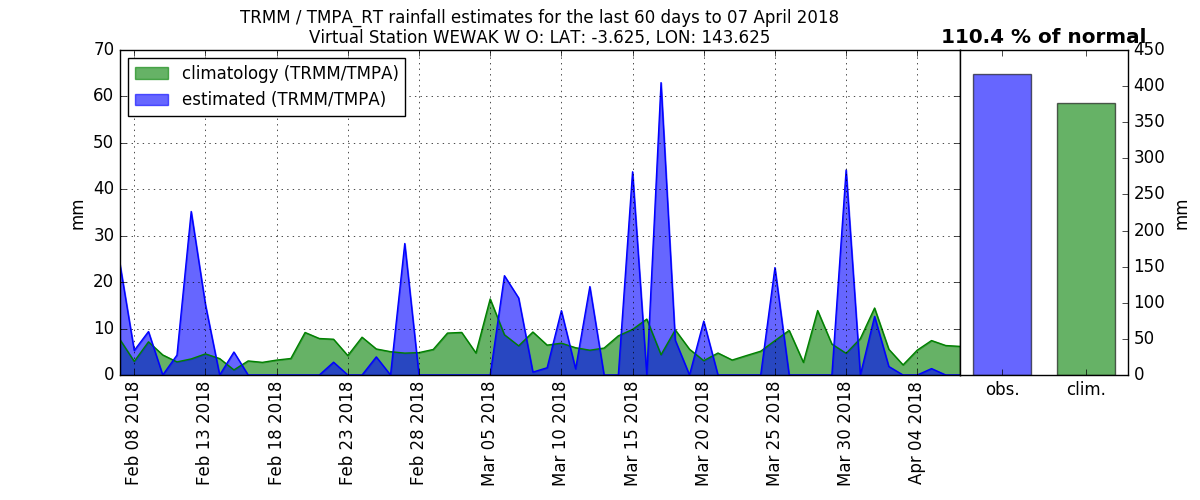 TRMM / TMPA_RT rainfall estimates for the last 60 days to 07 April 2018
Virtual Station WEWAK W O: LAT: -3.625, LON: 143.625
110.4 % of normal
climatology (TRMM/TMPA)
estimated (TRMM/TMPA)
70
60
50
40
30
20
10
0
mm
Feb 08 2018
Feb 13 2018
Feb 18 2018
Feb 23 2018
Feb 28 2018
Mar 05 2018
Mar 10 2018
Mar 15 2018
Mar 20 2018
Mar 25 2018
Mar 30 2018
Apr 04 2018
450
400
350
300
250
200
150
100
50
0
mm
obs.
clim.